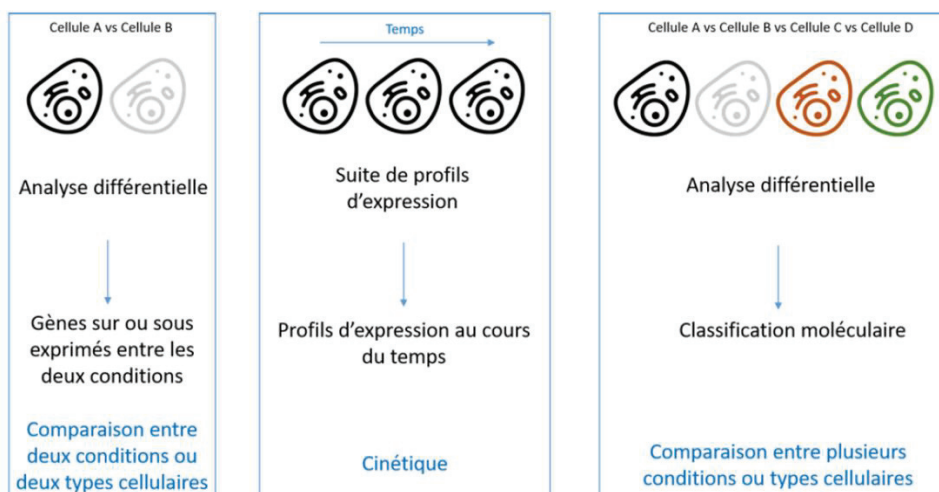 Cellule A vs Cellule B
Analyse différentielle
Gènes sur ou sous
exprimés entre les
deux conditions
Comparaison entre
deux conditions ou
deux types cellulaires
Temps
Suite de profils
d’expression
Profils d’expression au cours
du temps
Cinétique
Cellule A vs Cellule B vs Cellule C vs Cellule D
Analyse différentielle
Classification moléculaire
Comparaison entre plusieurs
conditions ou types cellulaires